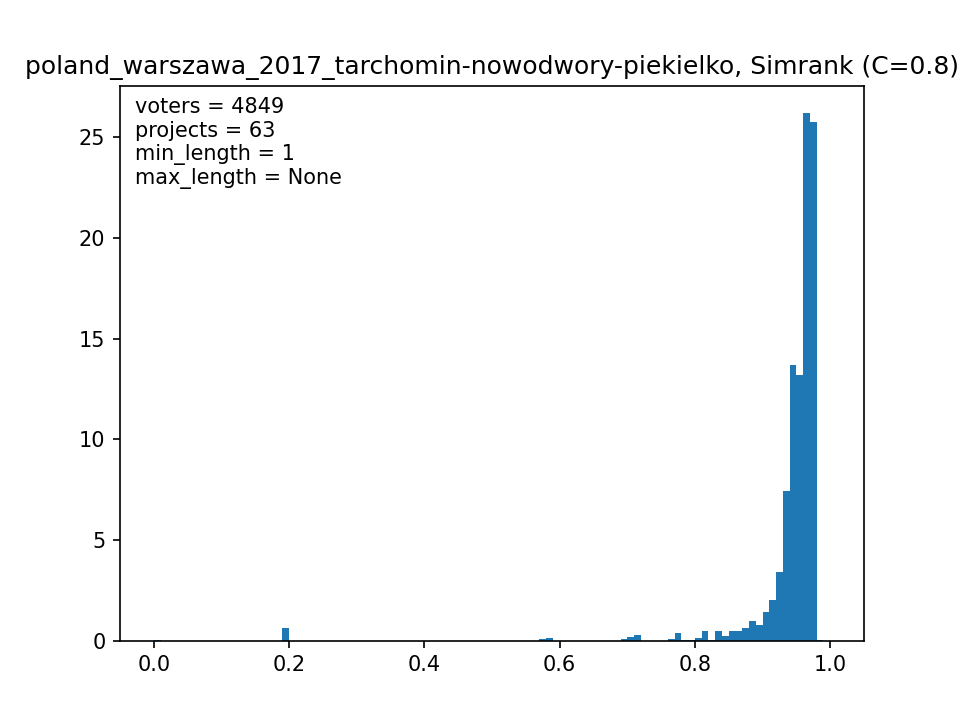 poland_warszawa_2017_tarchomin-nowodwory-piekielko, Simrank (C=0.8)
voters = 4849
projects = 63
min_length = 1
max_length = None
25
20
15
10
5
0
0.0 0.2 0.4 0.6 0.8 1.0